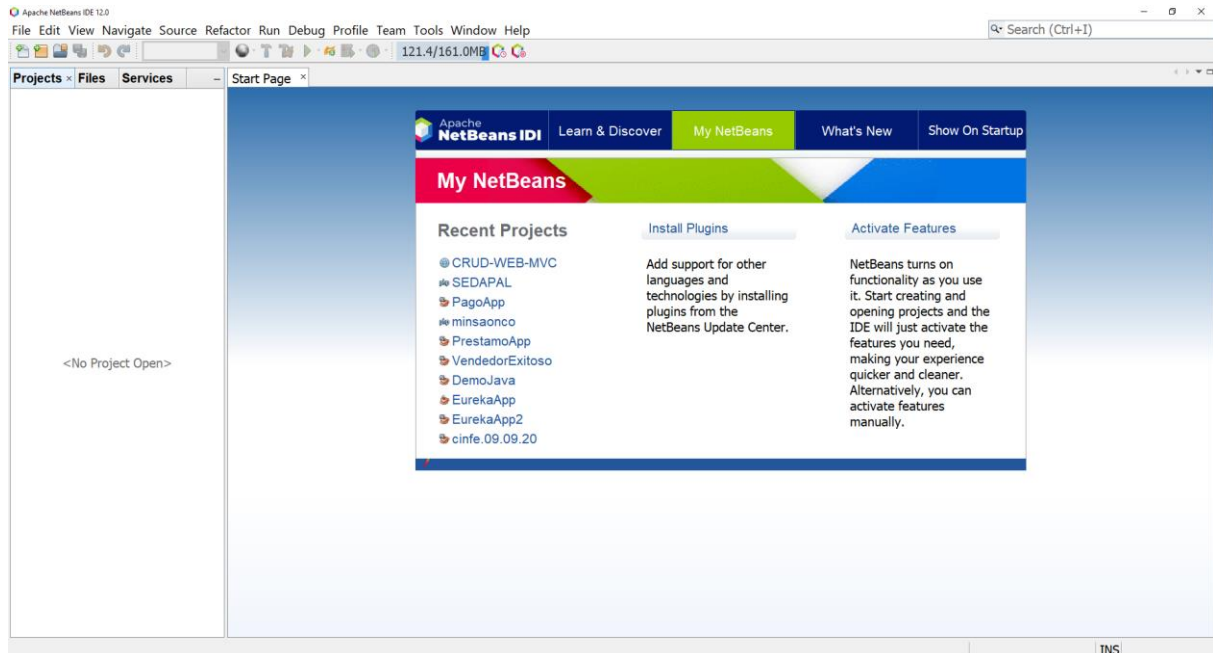 Apache NetBeans IDE 12.0
File Edit View Navigate Source Refactor Run Debug Profile Team Tools Window Help
Search (Ctrl+I)
121.4/161.0MB
Projects Files Services
Start Page
<No Project Open>
Apache
NetBeans IDI
Learn & Discover
My NetBeans
What's New
Show On Startup
My NetBeans
Recent Projects
CRUD-WEB-MVC
SEDAPAL
PagoApp
minsaonco
PrestamoApp
VendedorExitoso
DemoJava
EurekaApp
EurekaApp2
cinfe.09.09.20
Install Plugins
Add support for other
languages and
technologies by installing
plugins from the
NetBeans Update Center.
Activate Features
NetBeans turns on
functionality as you use
it. Start creating and
opening projects and the
IDE will just activate the
features you need,
making your experience
quicker and cleaner.
Alternatively, you can
activate features
manually.
INS